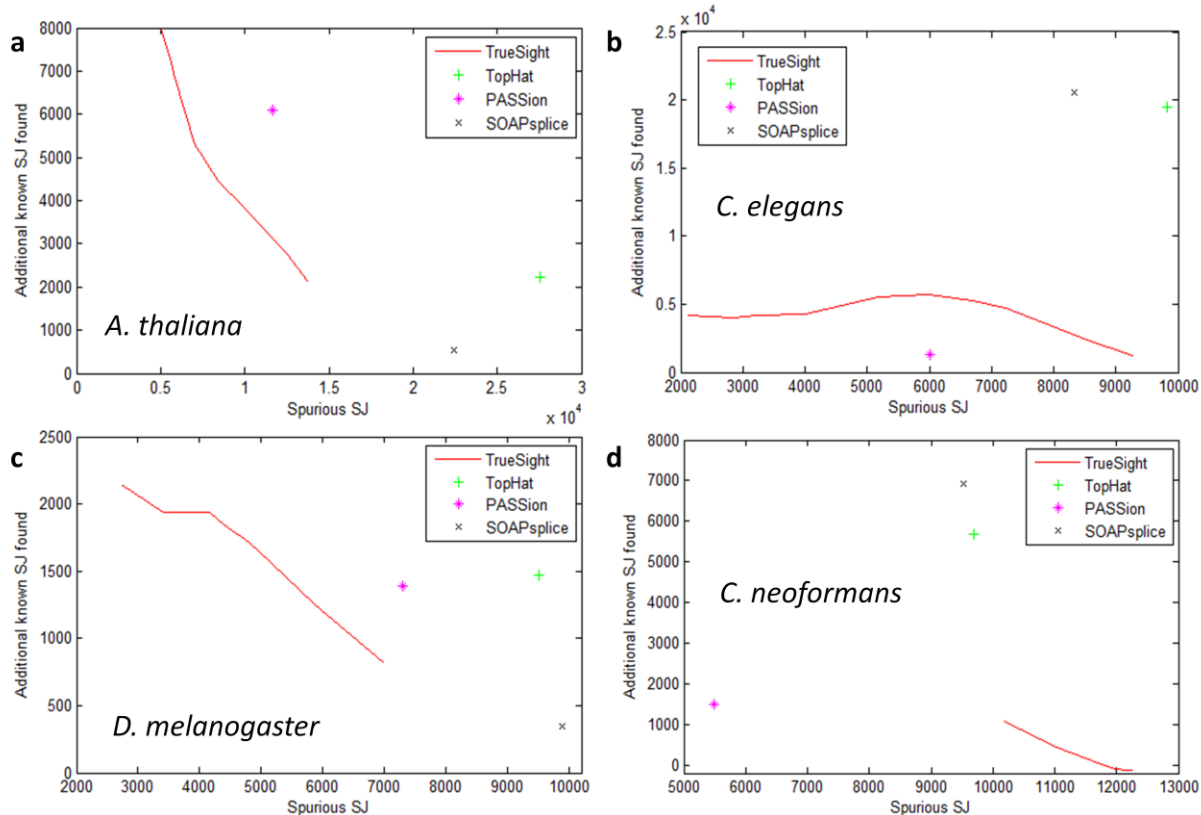 a
8000
7000
6000
5000
4000
3000
2000
1000
0
Additional known SJ found
TrueSight
TopHat
PASSion
SOAPsplice
A. thaliana
0
0.5
1
1.5
2
2.5
3
Spurious SJ
x 10^4
b
x 10^4
2.5
2
1.5
1
0.5
0
Additional known SJ found
TrueSight
TopHat
PASSion
SOAPsplice
C. elegans
2000
3000
4000
5000
6000
7000
8000
9000
10000
Spurious SJ
c
2500
2000
1500
1000
500
0
Additional known SJ found
TrueSight
TopHat
PASSion
SOAPsplice
D. melanogaster
2000
3000
4000
5000
6000
7000
8000
9000
10000
Spurious SJ
d
8000
7000
6000
5000
4000
3000
2000
1000
0
Additional known SJ found
TrueSight
TopHat
PASSion
SOAPsplice
C. neoformans
5000
6000
7000
8000
9000
10000
11000
12000
13000
Spurious SJ